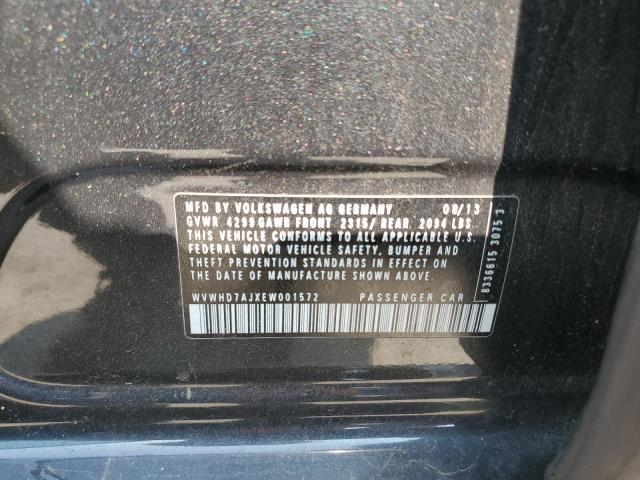 MFD BY VOLKSWAGEN AG GERMANY 08/13
GVWR 4299 GAWR FRONT 2315/ REAR. 2094 LBS
THIS VEHICLE CONFORMS TO ALL APPLICABLE U.S.
FEDERAL MOTOR VEHICLE SAFETY, BUMPER AND
THEFT PREVENTION STANDARDS IN EFFECT ON
THE DATE OF MANUFACTURE SHOWN ABOVE.
WVWHD7AJXEW001572 PASSENGER CAR
8336615 3075 3